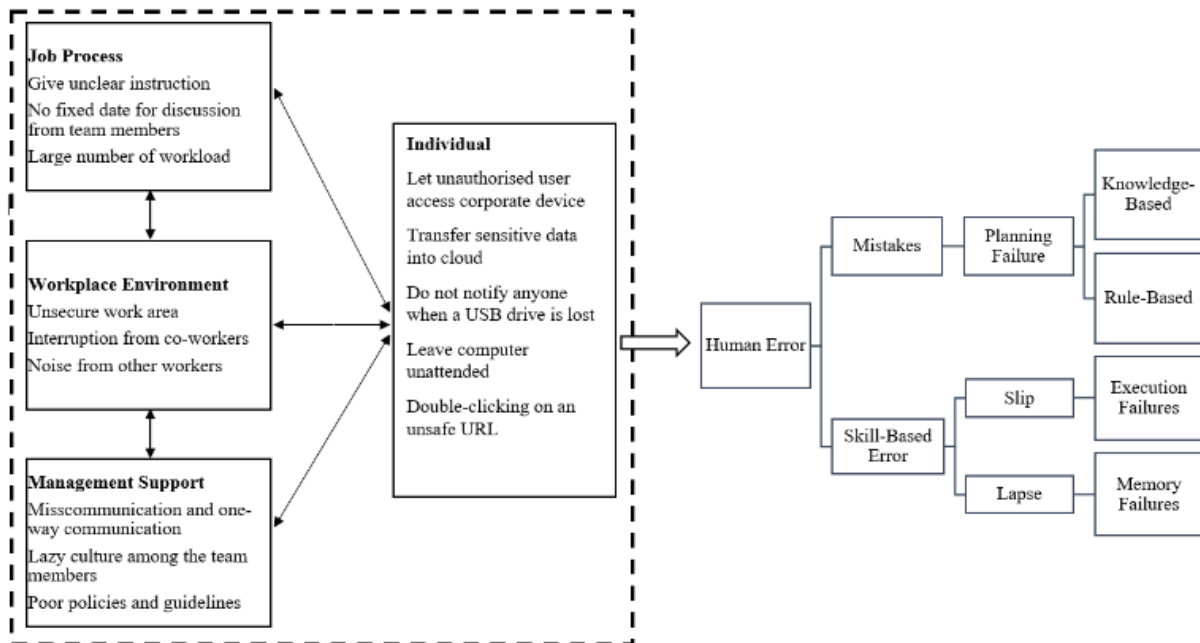 Job Process
Give unclear instruction
No fixed date for discussion
from team members
Large number of workload
Workplace Environment
Unsecure work area
Interruption from co-workers
Noise from other workers
Management Support
Misscommunication and one-
way communication
Lazy culture among the team
members
Poor policies and guidelines
Individual
Let unauthorised user
access corporate device
Transfer sensitive data
into cloud
Do not notify anyone
when a USB drive is lost
Leave computer
unattended
Double-clicking on an
unsafe URL
Human Error
Mistakes
Planning
Failure
Knowledge-
Based
Rule-Based
Skill-Based
Error
Slip
Execution
Failures
Lapse
Memory
Failures